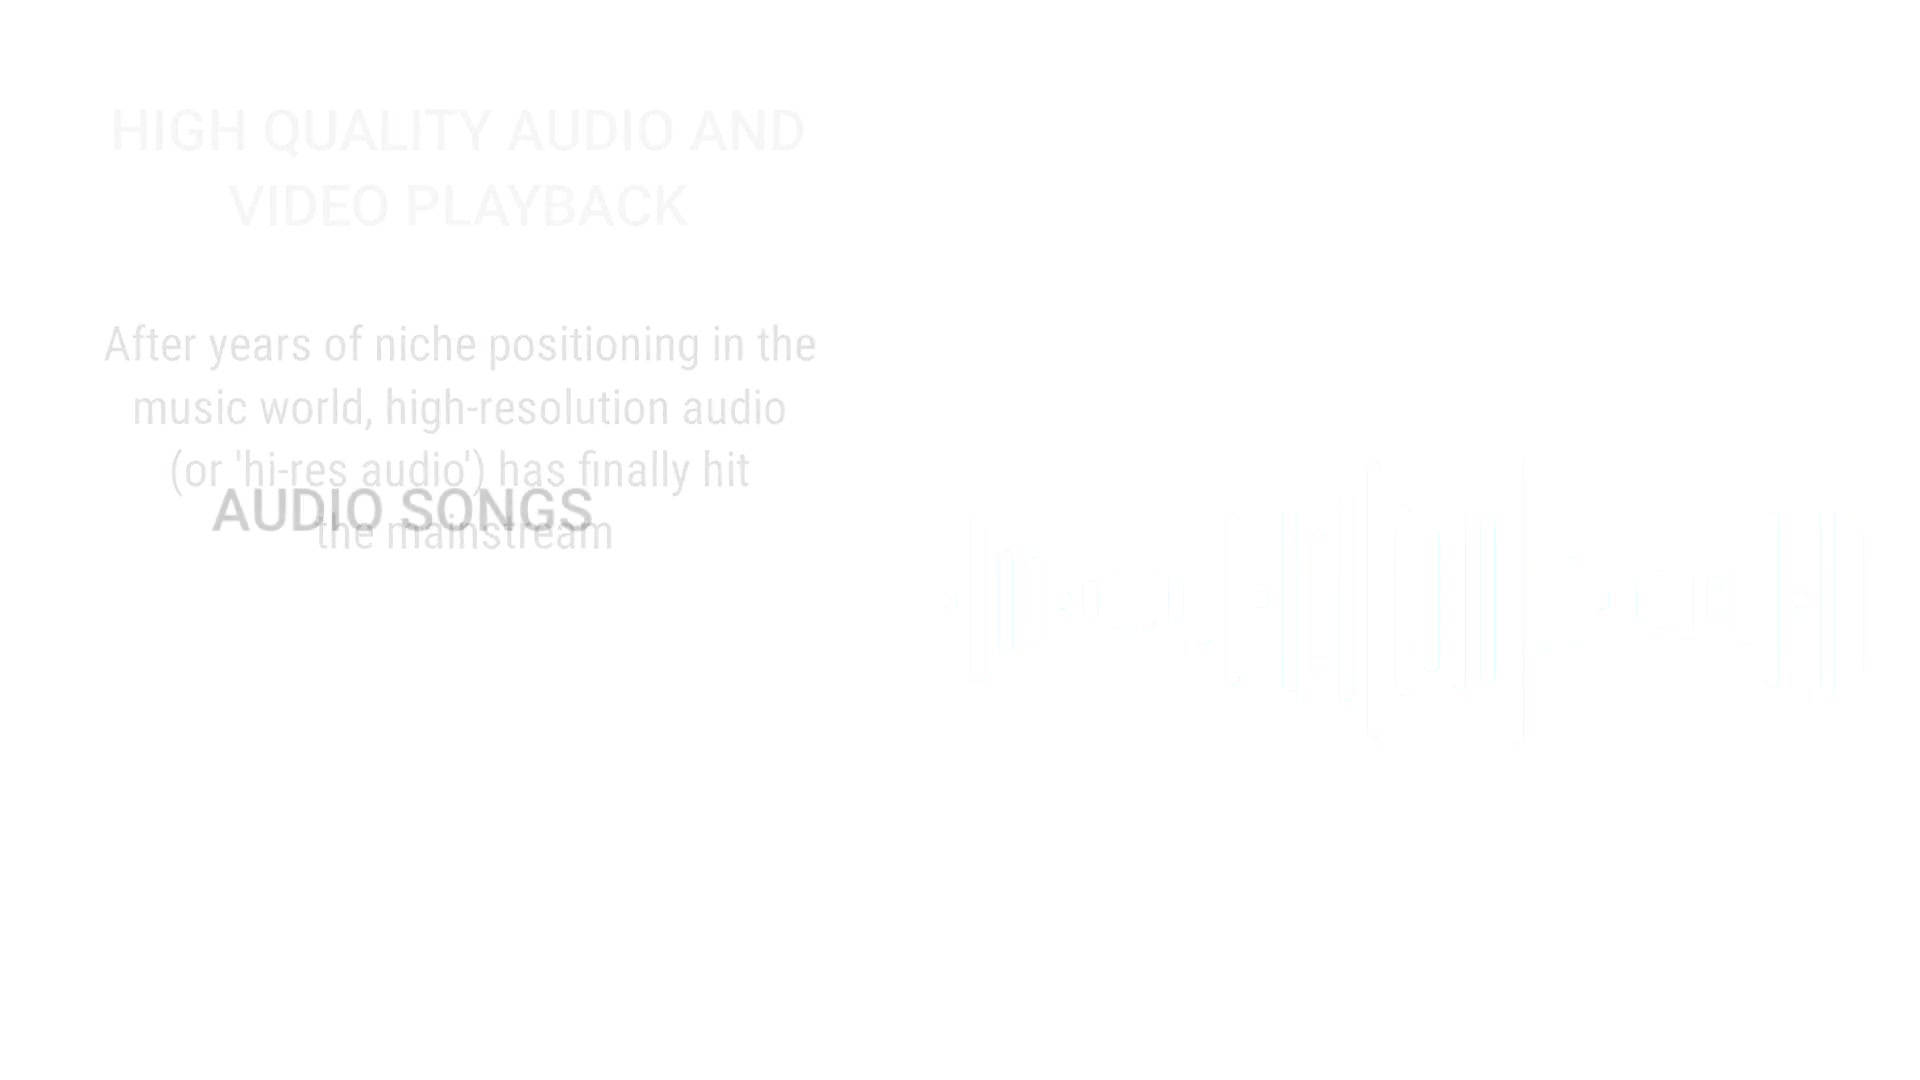 HIGH QUALITY AUDIO AND
VIDEO PLAYBACK
After years of niche positioning in the
music world, high-resolution audio
(or 'hi-res audio') has finally hit
AUDIO SONGS
the mainstream